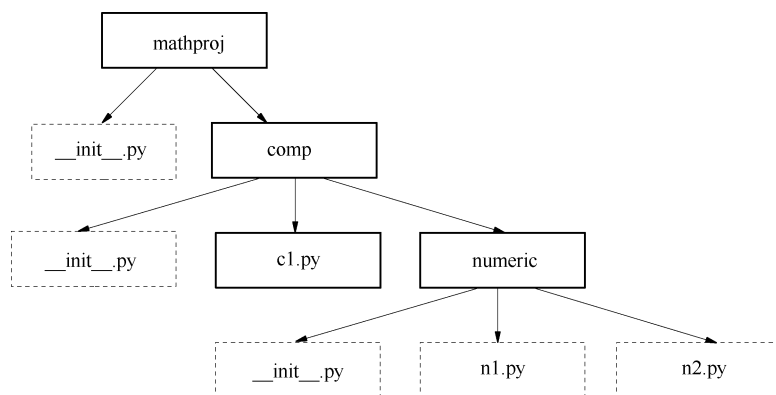 mathproj
__init__.py
comp
__init__.py
c1.py
numeric
__init__.py
n1.py
n2.py